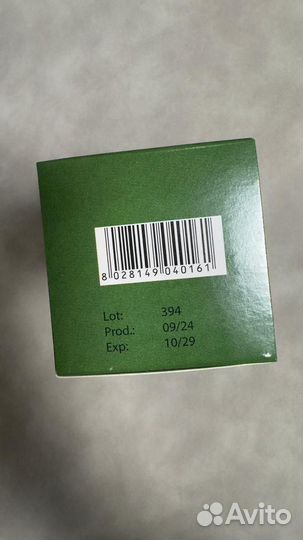 8 028149 040161
Lot: 394
Prod.: 09/24
Exp: 10/29
Avito